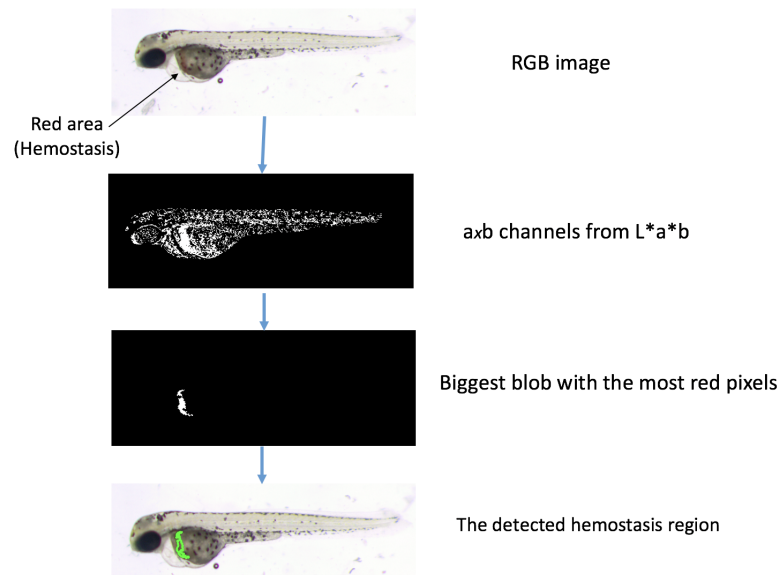 RGB image
Red area
(Hemostasis)
axb channels from L*a*b
Biggest blob with the most red pixels
The detected hemostasis region